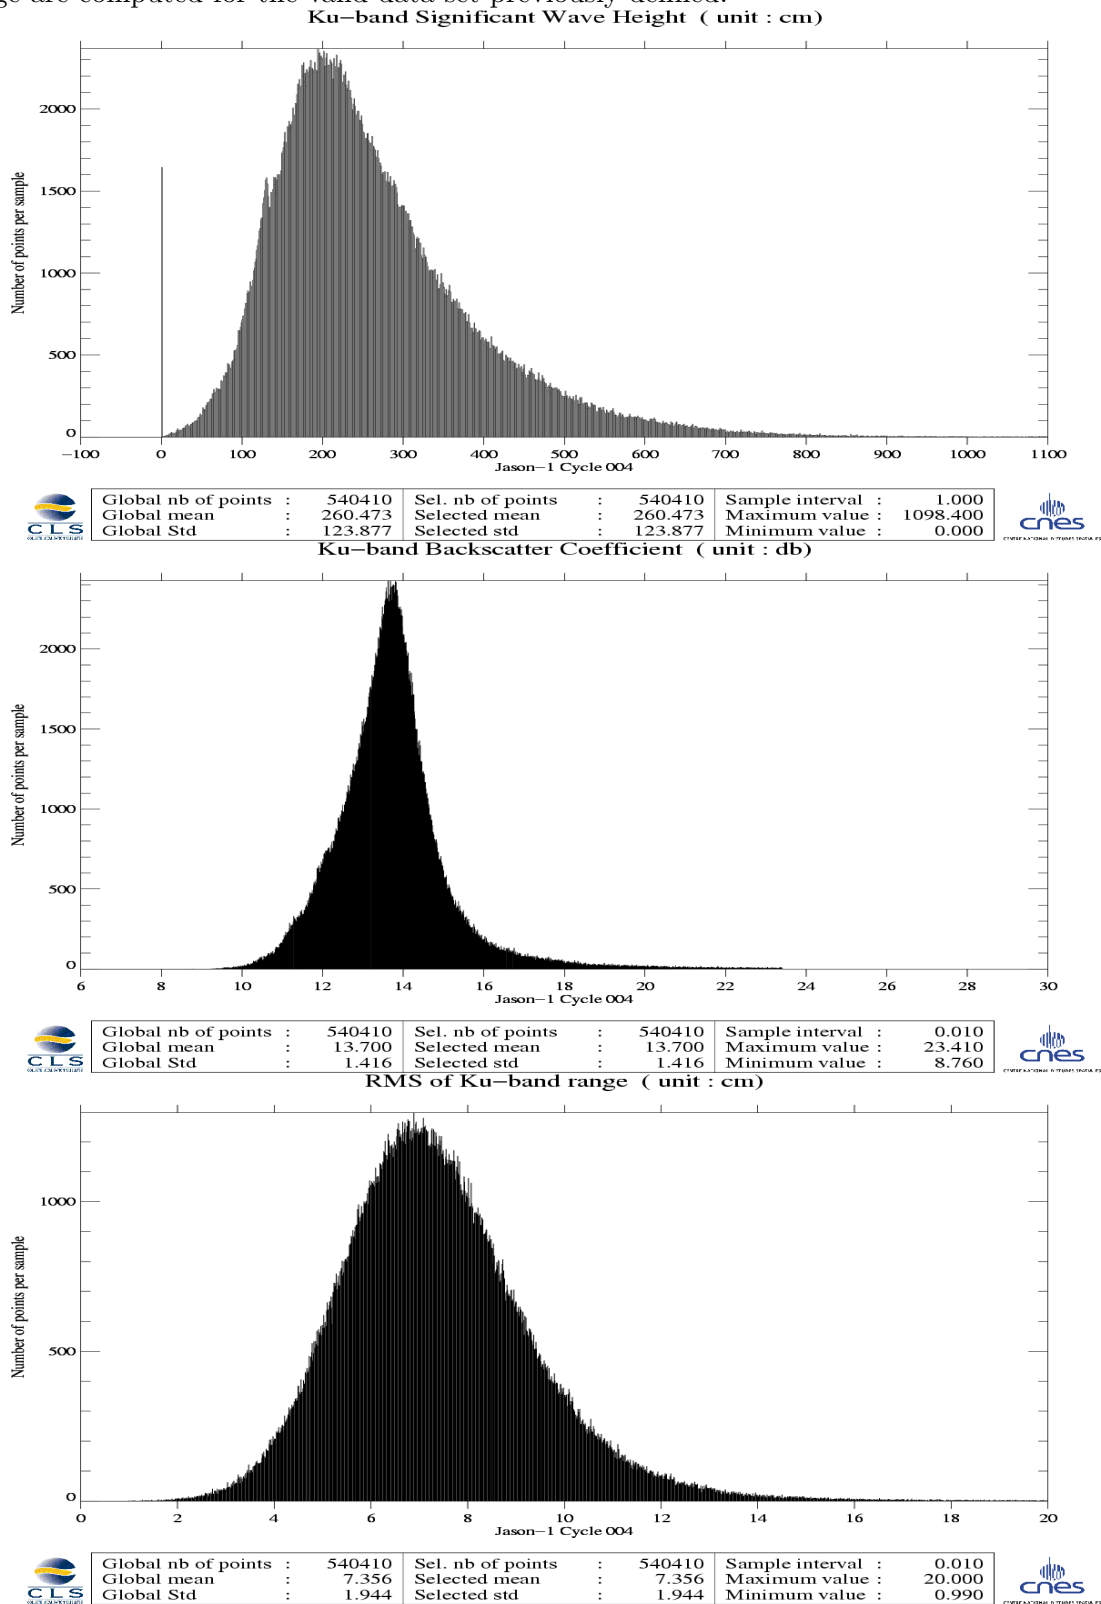 ge are computed for the valid data set previously defined.
Ku−band Significant Wave Height ( unit : cm)
Number of points per sample
2000
1500
1000
500
0
−100 0 100 200 300 400 500 600 700 800 900 1000 1100
Jason−1 Cycle 004
CLS
Global nb of points : 540410 Sel. nb of points : 540410 Sample interval : 1.000
Global mean : 260.473 Selected mean : 260.473 Maximum value : 1098.400
Global Std : 123.877 Selected std : 123.877 Minimum value : 0.000
cnes
Ku−band Backscatter Coefficient ( unit : db)
Number of points per sample
2000
1500
1000
500
0
6 8 10 12 14 16 18 20 22 24 26 28 30
Jason−1 Cycle 004
CLS
Global nb of points : 540410 Sel. nb of points : 540410 Sample interval : 0.010
Global mean : 13.700 Selected mean : 13.700 Maximum value : 23.410
Global Std : 1.416 Selected std : 1.416 Minimum value : 8.760
cnes
RMS of Ku−band range ( unit : cm)
Number of points per sample
1000
500
0
0 2 4 6 8 10 12 14 16 18 20
Jason−1 Cycle 004
CLS
Global nb of points : 540410 Sel. nb of points : 540410 Sample interval : 0.010
Global mean : 7.356 Selected mean : 7.356 Maximum value : 20.000
Global Std : 1.944 Selected std : 1.944 Minimum value : 0.990
cnes